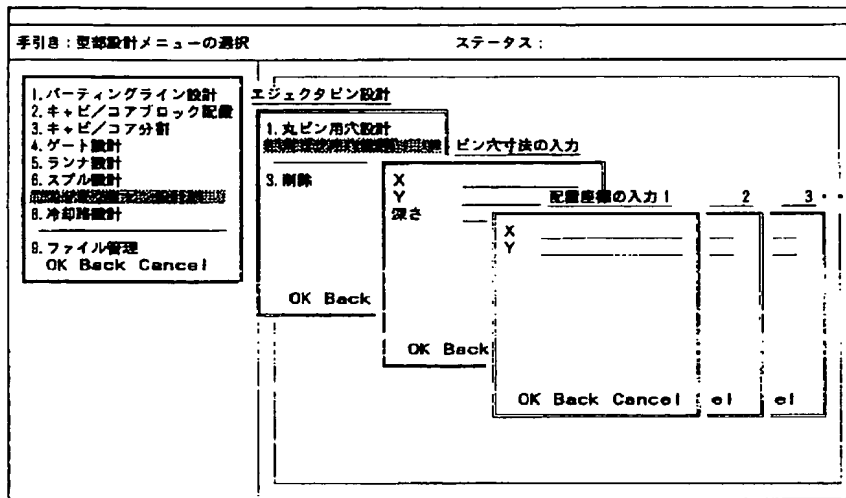 手引き：型部設計メニューの選択 ステータス：
1.パーティングライン設計
2.キャビ/コアブロック配置
3.キャビ/コア分割
4.ゲート設計
5.ランナ設計
6.スプル設計
8.冷却路設計
9.ファイル管理
OK Back Cancel
エジェクタピン設計
1.丸ピン用穴設計
3.削除
OK Back
ピン穴寸法の入力
X
Y
深さ
OK Back
配置座標の入力1 2 3・・
X
Y
OK Back Cancel el el